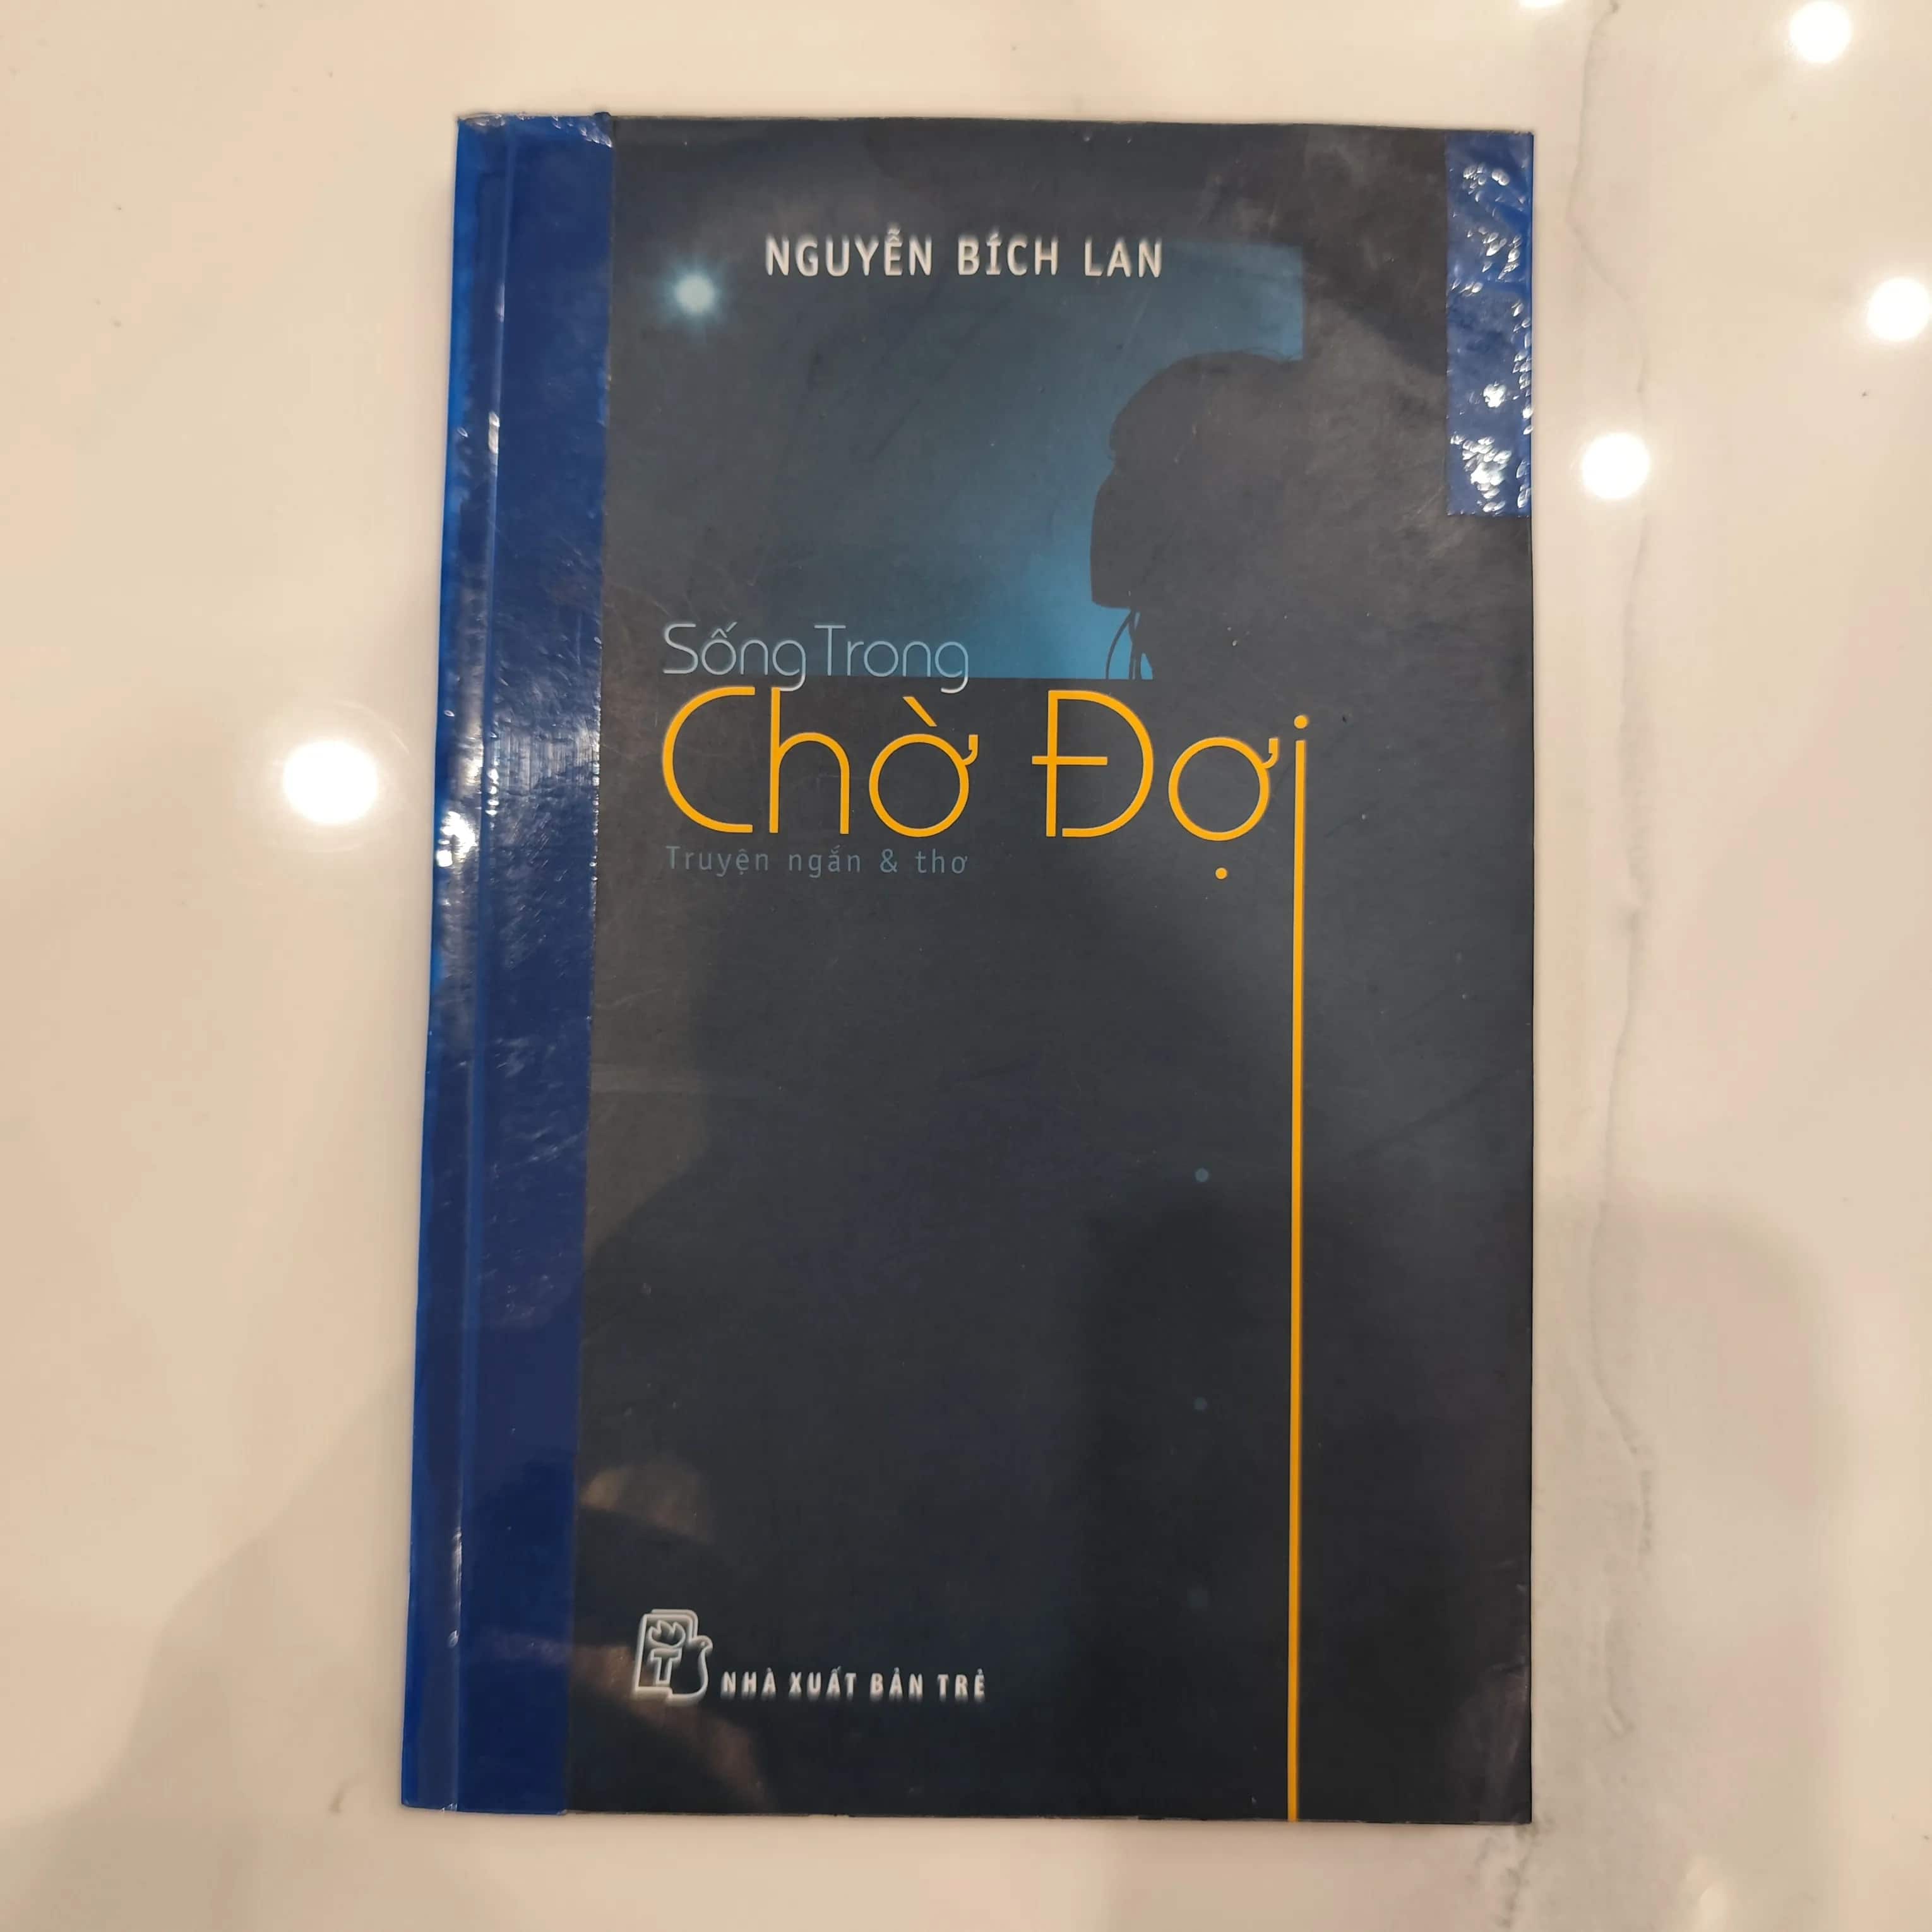 NGUYỄN BÍCH LAN
Sống Trong
Chờ Đợi
Truyện ngắn & thơ
T
NHÀ XUẤT BẢN TRẺ